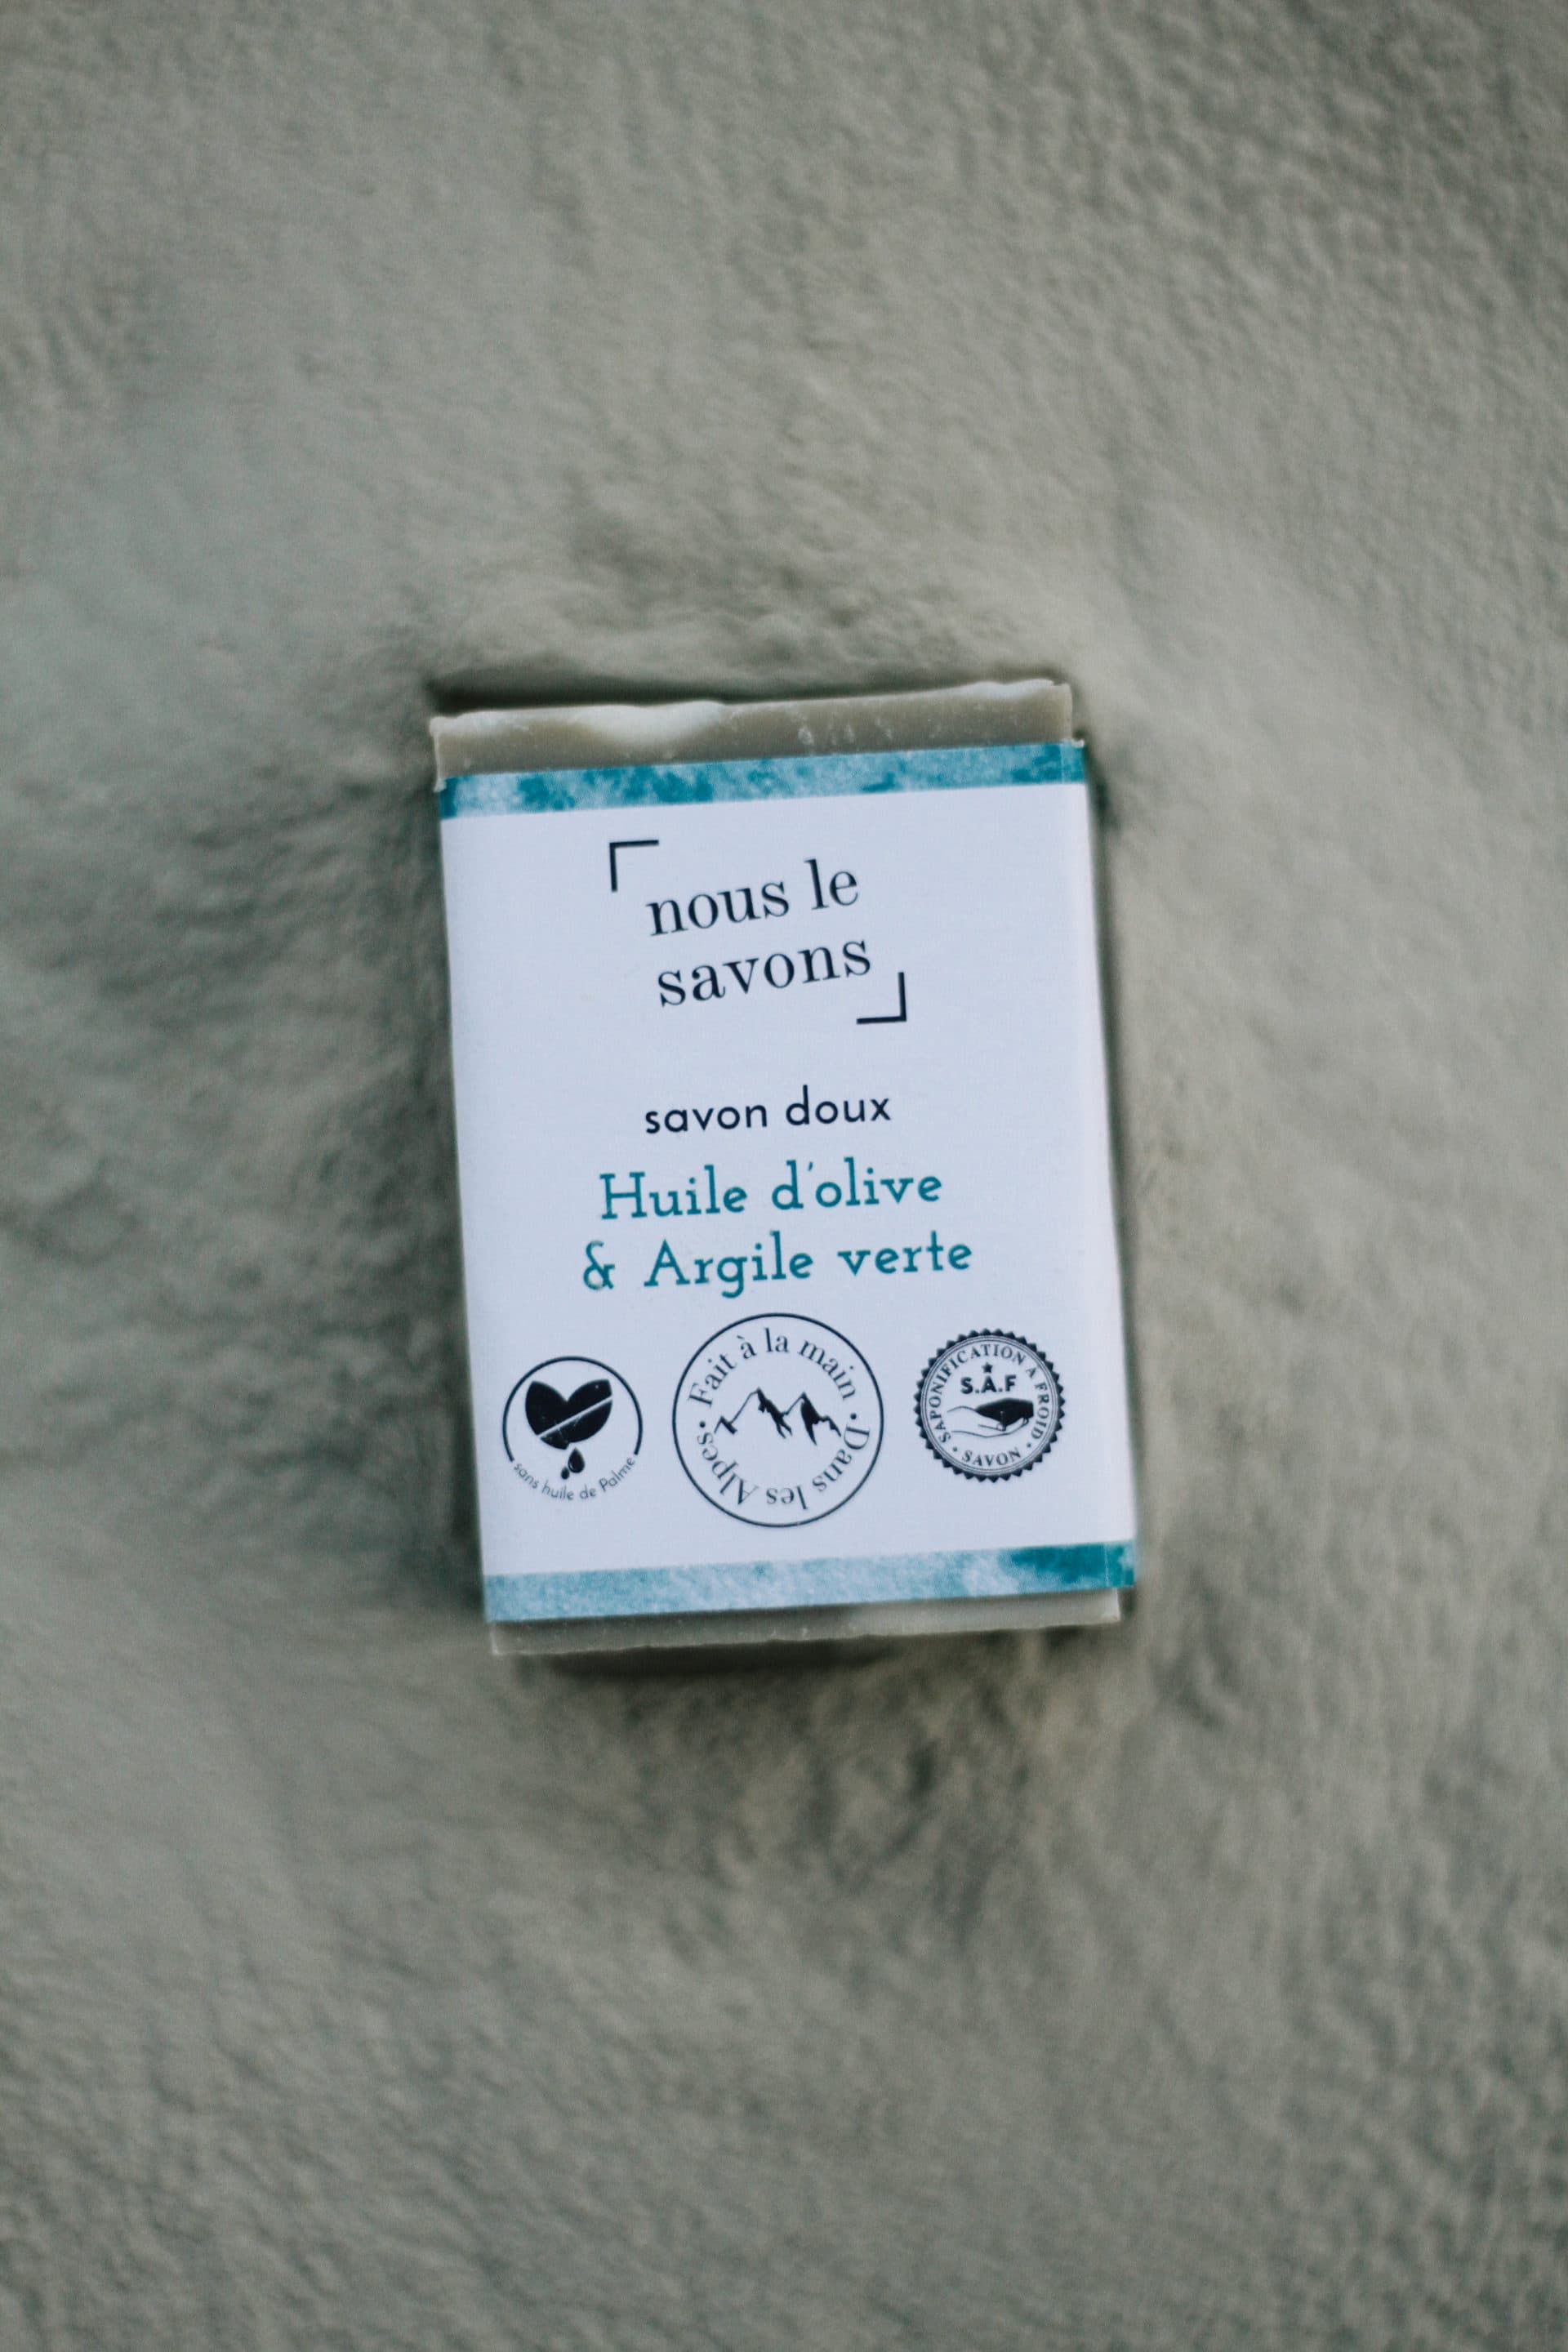 nous le
savons
savon doux
Huile d'olive
& Argile verte
sans huile de Palme
Fait à la main • Dans les Alpes •
SAPONIFICATION À FROID • SAVON •
S.A.F